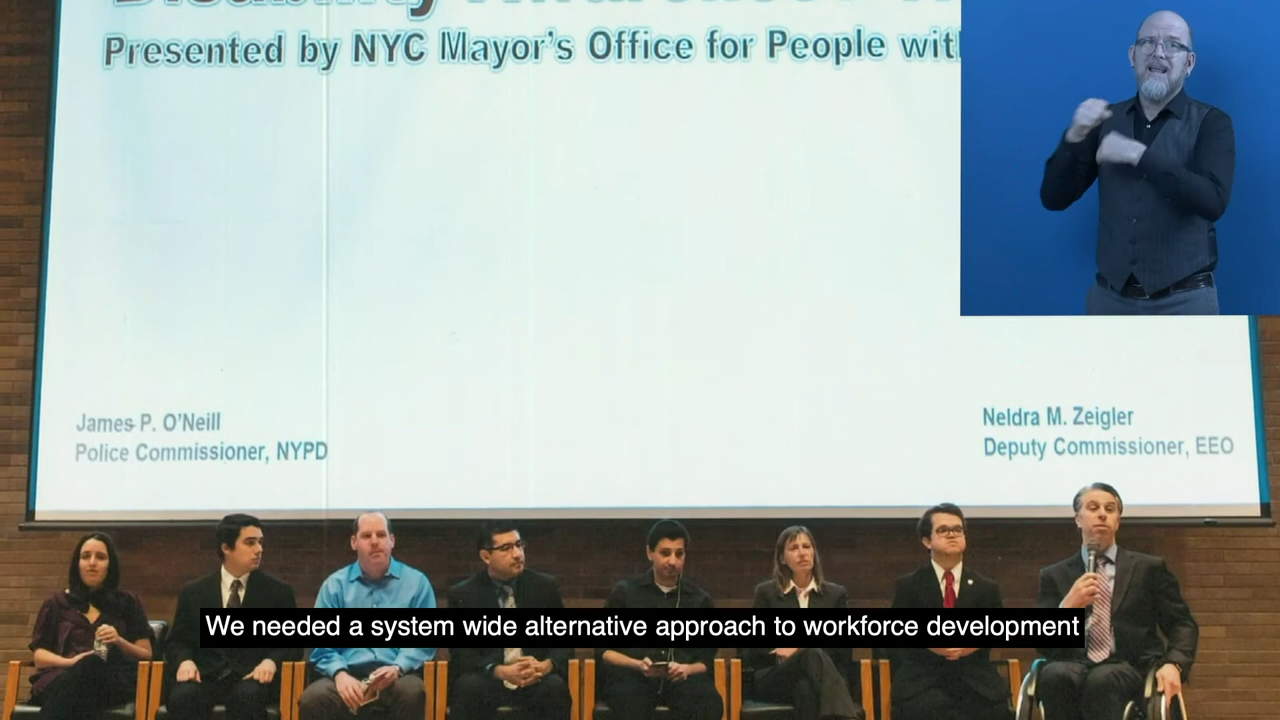 Presented by NYC Mayor's Office for People with
James P. O'Neill
Police Commissioner, NYPD
Neldra M. Zeigler
Deputy Commissioner, EEO
We needed a system wide alternative approach to workforce development